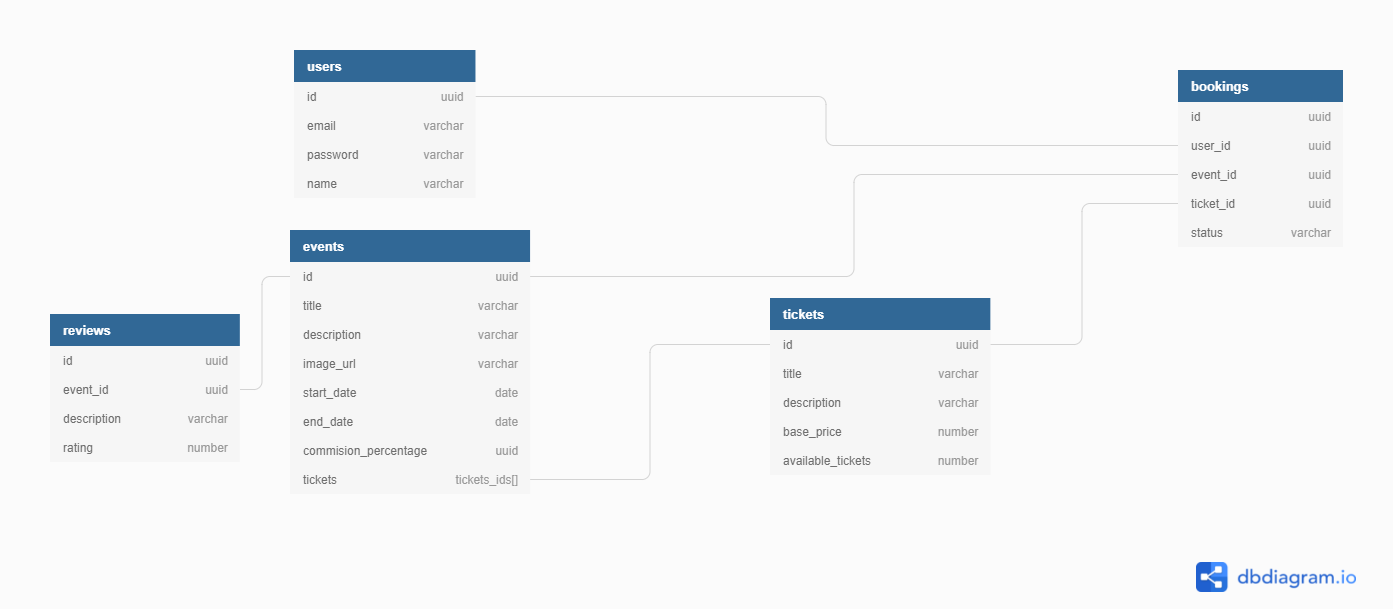 users
id uuid
email varchar
password varchar
name varchar
bookings
id uuid
user_id uuid
event_id uuid
ticket_id uuid
status varchar
events
id uuid
title varchar
description varchar
image_url varchar
start_date date
end_date date
commision_percentage uuid
tickets tickets_ids[]
reviews
id uuid
event_id uuid
description varchar
rating number
tickets
id uuid
title varchar
description varchar
base_price number
available_tickets number
dbdiagram.io